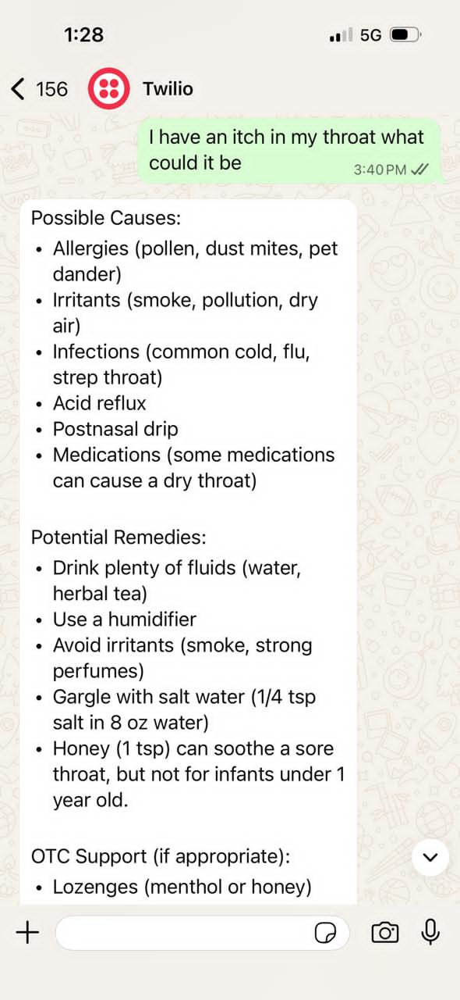 1:28
5G
156
Twilio
I have an itch in my throat what
could it be
3:40 PM
Possible Causes:
• Allergies (pollen, dust mites, pet
dander)
• Irritants (smoke, pollution, dry
air)
• Infections (common cold, flu,
strep throat)
• Acid reflux
• Postnasal drip
• Medications (some medications
can cause a dry throat)
Potential Remedies:
• Drink plenty of fluids (water,
herbal tea)
• Use a humidifier
• Avoid irritants (smoke, strong
perfumes)
• Gargle with salt water (1/4 tsp
salt in 8 oz water)
• Honey (1 tsp) can soothe a sore
throat, but not for infants under 1
year old.
OTC Support (if appropriate):
• Lozenges (menthol or honey)